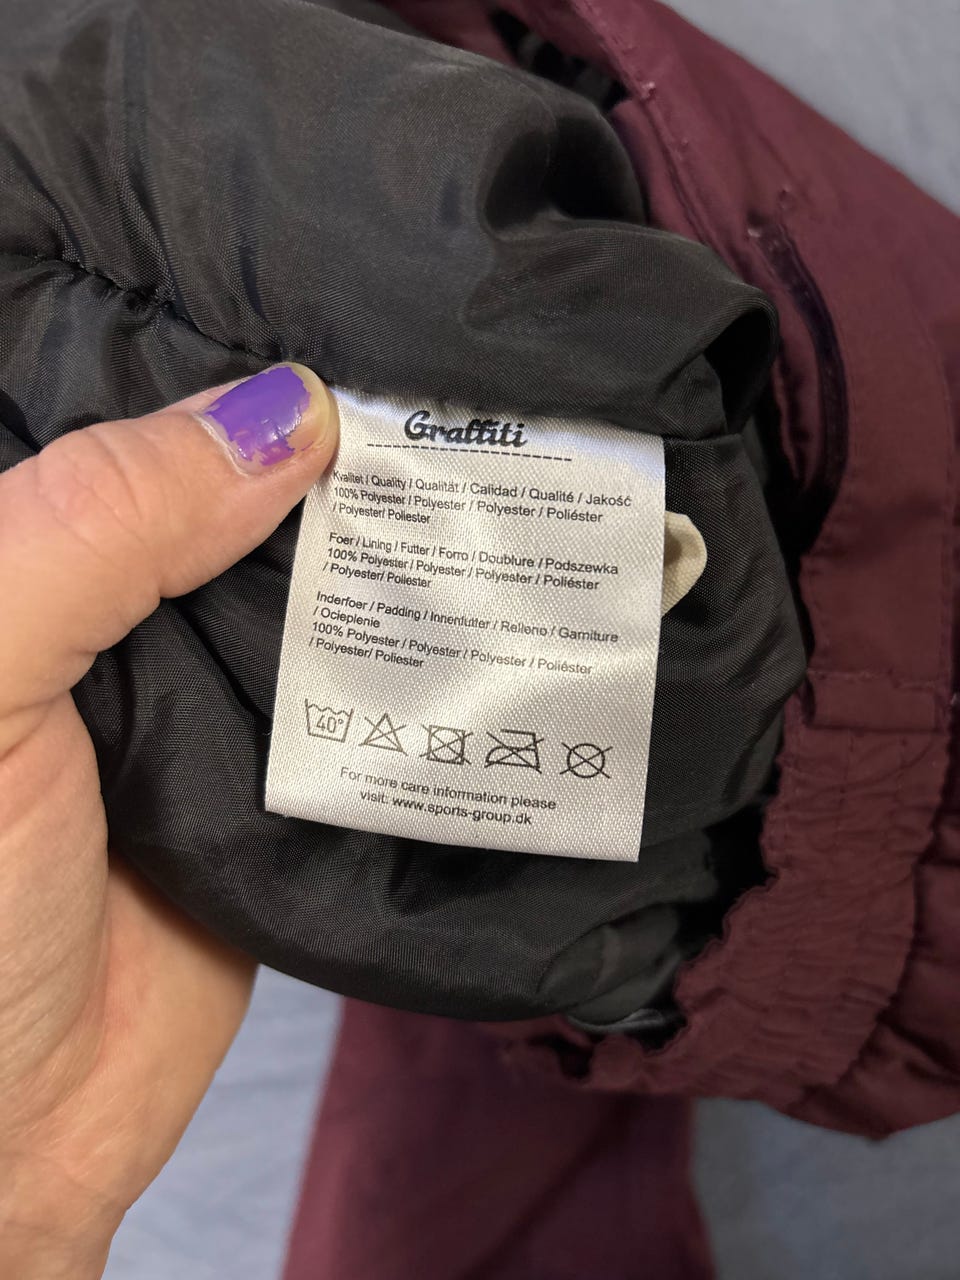 Graffiti
Kvalitet / Quality / Qualität / Calidad / Qualité / Jakość
100% Polyester / Polyester / Polyester / Poliéster
/ Polyester/ Poliester
Foer / Lining / Futter / Forro / Doublure / Podszewka
100% Polyester / Polyester / Polyester / Poliéster
/ Polyester/ Poliester
Inderfoer / Padding / Innenfutter / Relleno / Garniture
/ Ocieplenie
100% Polyester / Polyester / Polyester / Poliéster
/ Polyester/ Poliester
40°
For more care information please
visit: www.sports-group.dk